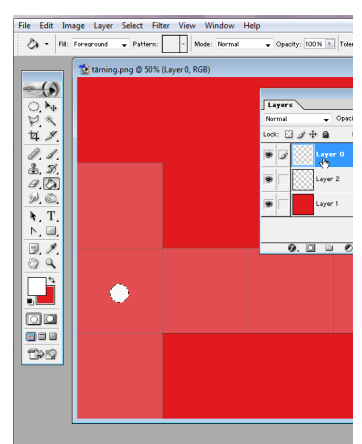 File Edit Image Layer Select Filter View Window Help
Fill: Foreground Pattern: Mode: Normal Opacity: 100%
tärning.png @ 50% (Layer 0, RGB)
Layers
Normal
Lock:
Layer 0
Layer 2
Layer 1